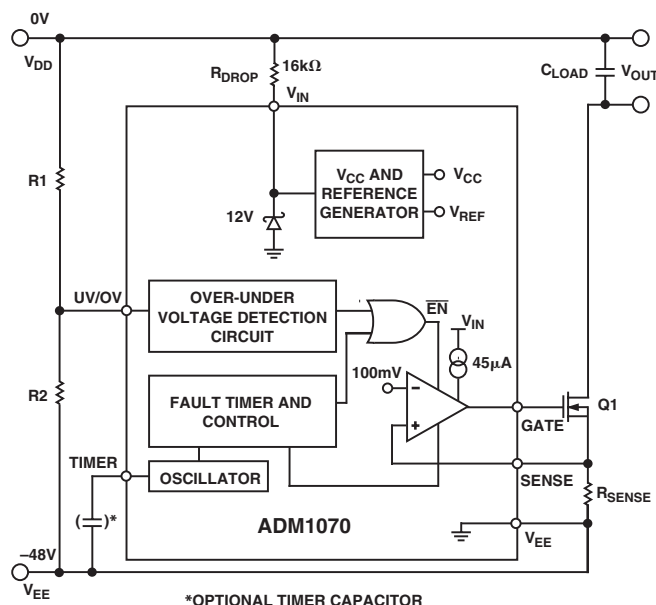 0V
VDD
RDROP
16kΩ
VIN
CLOAD
VOUT
R1
12V
VCC AND
REFERENCE
GENERATOR
VCC
VREF
UV/OV
OVER-UNDER
VOLTAGE DETECTION
CIRCUIT
EN
VIN
45µA
100mV
–
+
R2
FAULT TIMER AND
CONTROL
Q1
GATE
TIMER
OSCILLATOR
SENSE
RSENSE
( )*
ADM1070
VEE
–48V
VEE
*OPTIONAL TIMER CAPACITOR